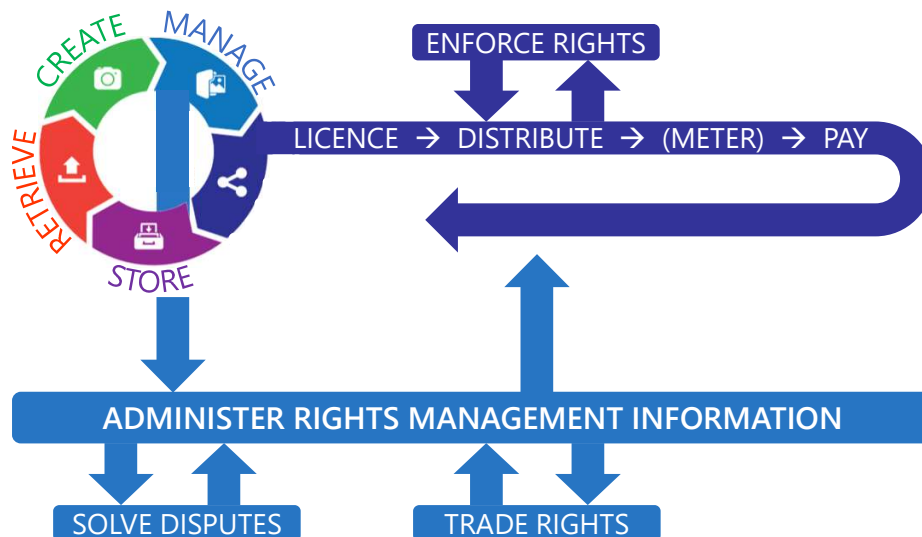 CREATE
MANAGE
RETRIEVE
STORE
ENFORCE RIGHTS
LICENCE → DISTRIBUTE → (METER) → PAY
ADMINISTER RIGHTS MANAGEMENT INFORMATION
SOLVE DISPUTES
TRADE RIGHTS